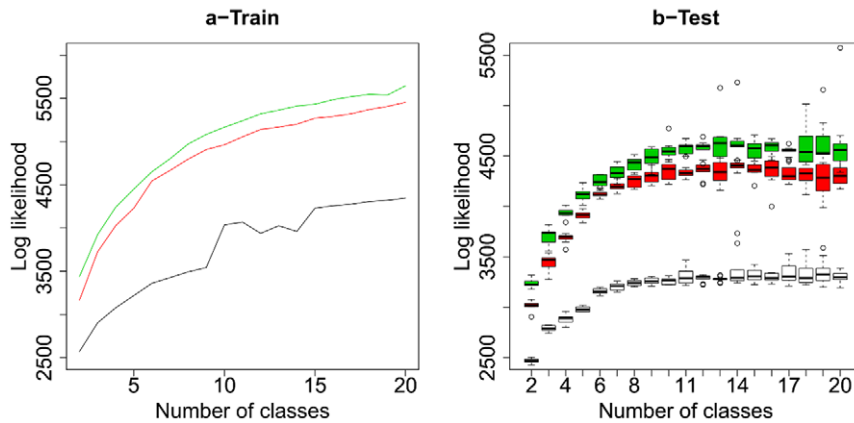 a−Train
Log likelihood
2500 3500 4500 5500
5 10 15 20
Number of classes
b−Test
Log likelihood
2500 3500 4500 5500
2 4 6 8 11 14 17 20
Number of classes